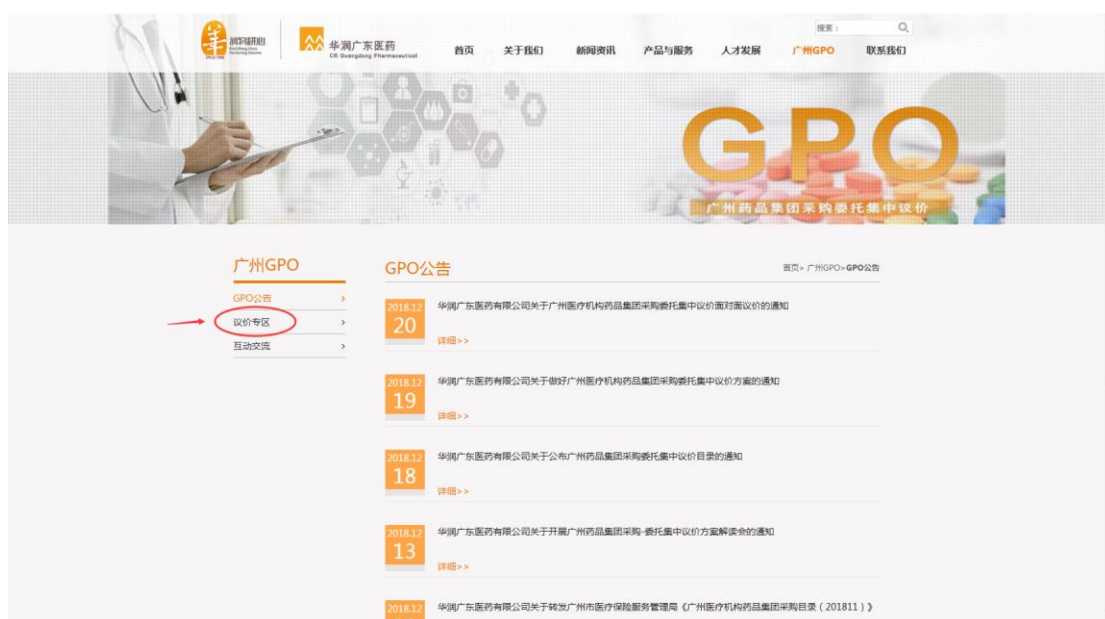 搜索：
華
润药研创
华润广东医药
CR Guangdong Pharmaceutical
首页 关于我们 新闻资讯 产品与服务 人才发展 广州GPO 联系我们
GPO
广州药品集团采购委托集中议价
广州GPO
GPO公告
议价专区
互动交流
GPO公告
首页> 广州GPO>GPO公告
2018.12
20
华润广东医药有限公司关于广州医疗机构药品集团采购委托集中议价面对面议价的通知
详细>>
2018.12
19
华润广东医药有限公司关于做好广州医疗机构药品集团采购委托集中议价方案的通知
详细>>
2018.12
18
华润广东医药有限公司关于公布广州药品集团采购委托集中议价目录的通知
详细>>
2018.12
13
华润广东医药有限公司关于开展广州药品集团采购-委托集中议价方案解读会的通知
详细>>
2018.12
华润广东医药有限公司关于转发广州市医疗保险服务管理局《广州医疗机构药品集团采购目录（201811）》